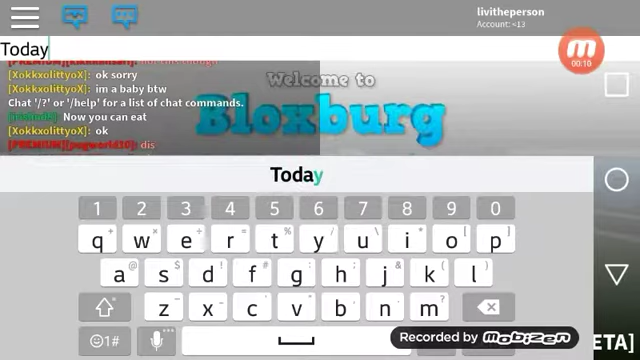 livitheperson
Account: <13
Today
00:10
[XokkxolittyoX]: ok sorry
[XokkxolittyoX]: im a baby btw
Chat '/?' or '/help' for a list of chat commands.
Now you can eat
[XokkxolittyoX]: ok
[PREMIUM][pugworld10]: dis
Welcome to
Bloxburg
Today
1 2 3 4 5 6 7 8 9 0
q w e r t y u i o p
a s d f g h j k l
z x c v b n m
1#
Recorded by mobizen
ETA]